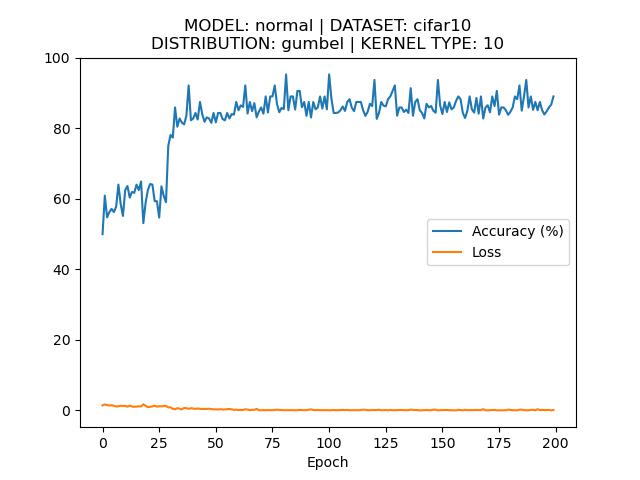 MODEL: normal | DATASET: cifar10
DISTRIBUTION: gumbel | KERNEL TYPE: 10
100
80
60
40
20
0
Accuracy (%)
Loss
0 25 50 75 100 125 150 175 200
Epoch